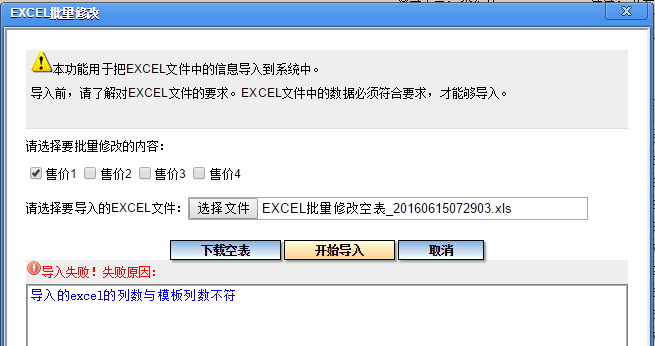 EXCEL批量修改
本功能用于把EXCEL文件中的信息导入到系统中。
导入前，请了解对EXCEL文件的要求。EXCEL文件中的数据必须符合要求，才能够导入。
请选择要批量修改的内容：
售价1 售价2 售价3 售价4
请选择要导入的EXCEL文件： 选择文件 EXCEL批量修改空表_20160615072903.xls
下载空表 开始导入 取消
导入失败！失败原因：
导入的excel的列数与模板列数不符